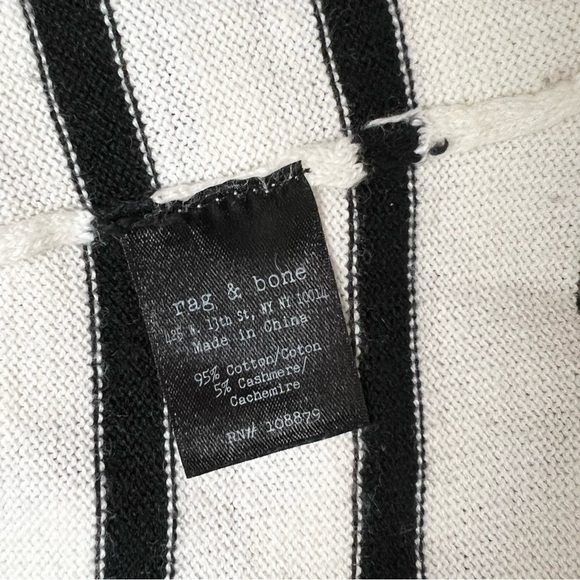 rag & bone
425 W. 13th St, NY NY 10014
Made in China
95% Cotton/Coton
5% Cashmere/
Cachemire
RN# 108879